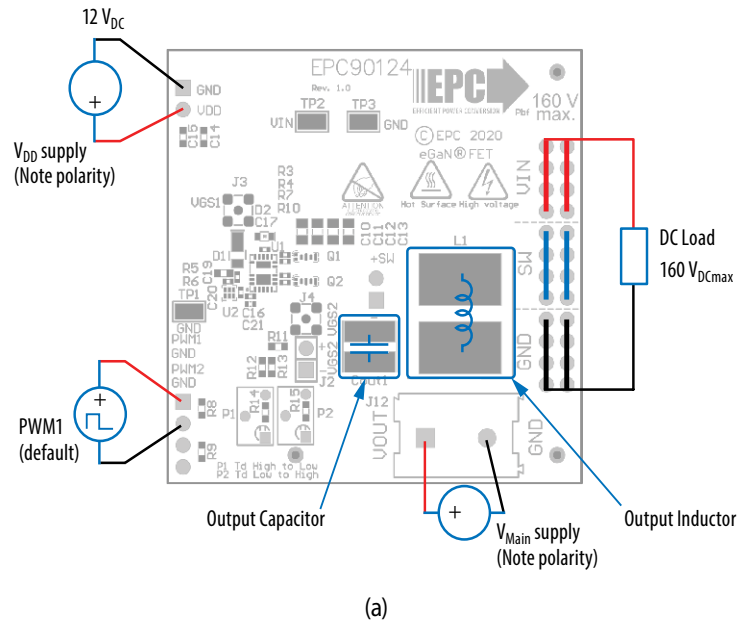 12 VDC
GND
VDD
VDD supply
(Note polarity)
C15
C14
EPC90124
Rev. 1.0
TP2
TP3
VIN
GND
EPC
EFFICIENT POWER CONVERSION
Pbf
160 V
max.
© EPC 2020
eGaN® FET
ATTENTION
Hot Surface
High voltage
J3
VGS1
R3
R4
R7
R10
D2
C17
D1
U1
C10
C11
C12
C13
Q1
Q2
+SW
L1
VIN
SW
GND
DC Load
160 VDCmax
R5
R6
C19
C20
TP1
GND
U2
C16
C21
J4
VGS2
VGS2
PWM1
GND
PWM2
GND
R11
R12
R13
+
-
J2
Cout1
R8
R9
P1
R14
R15
P2
J12
VOUT
GND
P1 Td High to Low
P2 Td Low to High
+
PWM1
(default)
+
+
Output Capacitor
VMain supply
(Note polarity)
Output Inductor
(a)